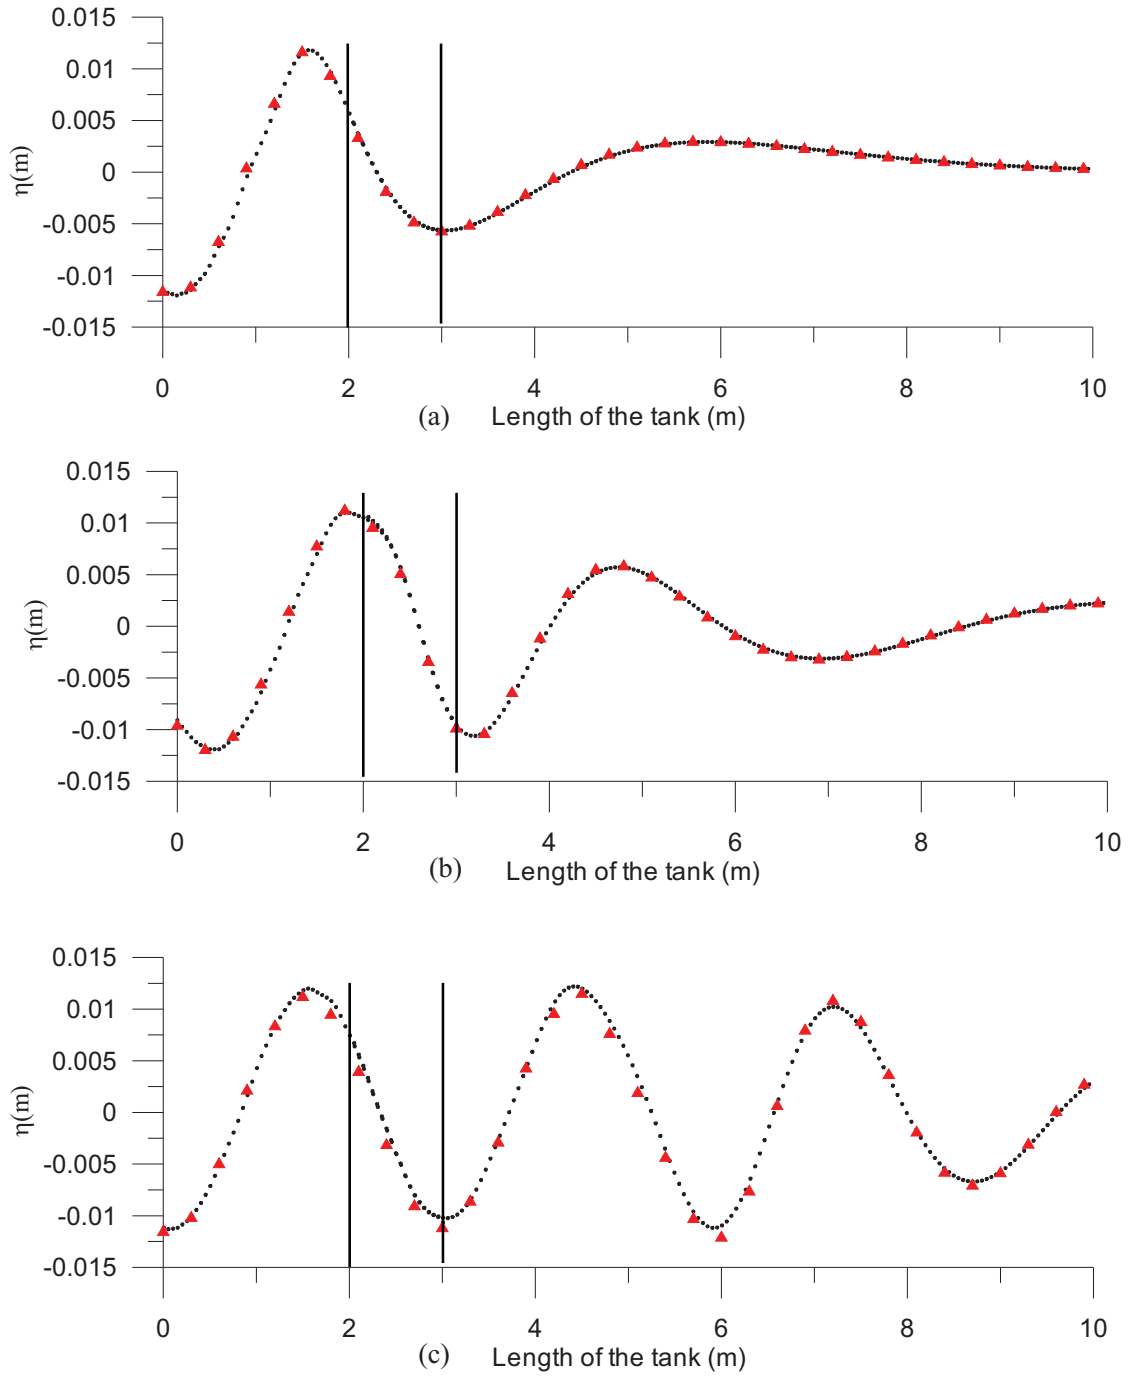 0.015
0.01
0.005
0
-0.005
-0.01
-0.015
η(m)
0 2 4 6 8 10
(a) Length of the tank (m)
0.015
0.01
0.005
0
-0.005
-0.01
-0.015
η(m)
0 2 4 6 8 10
(b) Length of the tank (m)
0.015
0.01
0.005
0
-0.005
-0.01
-0.015
η(m)
0 2 4 6 8 10
(c) Length of the tank (m)